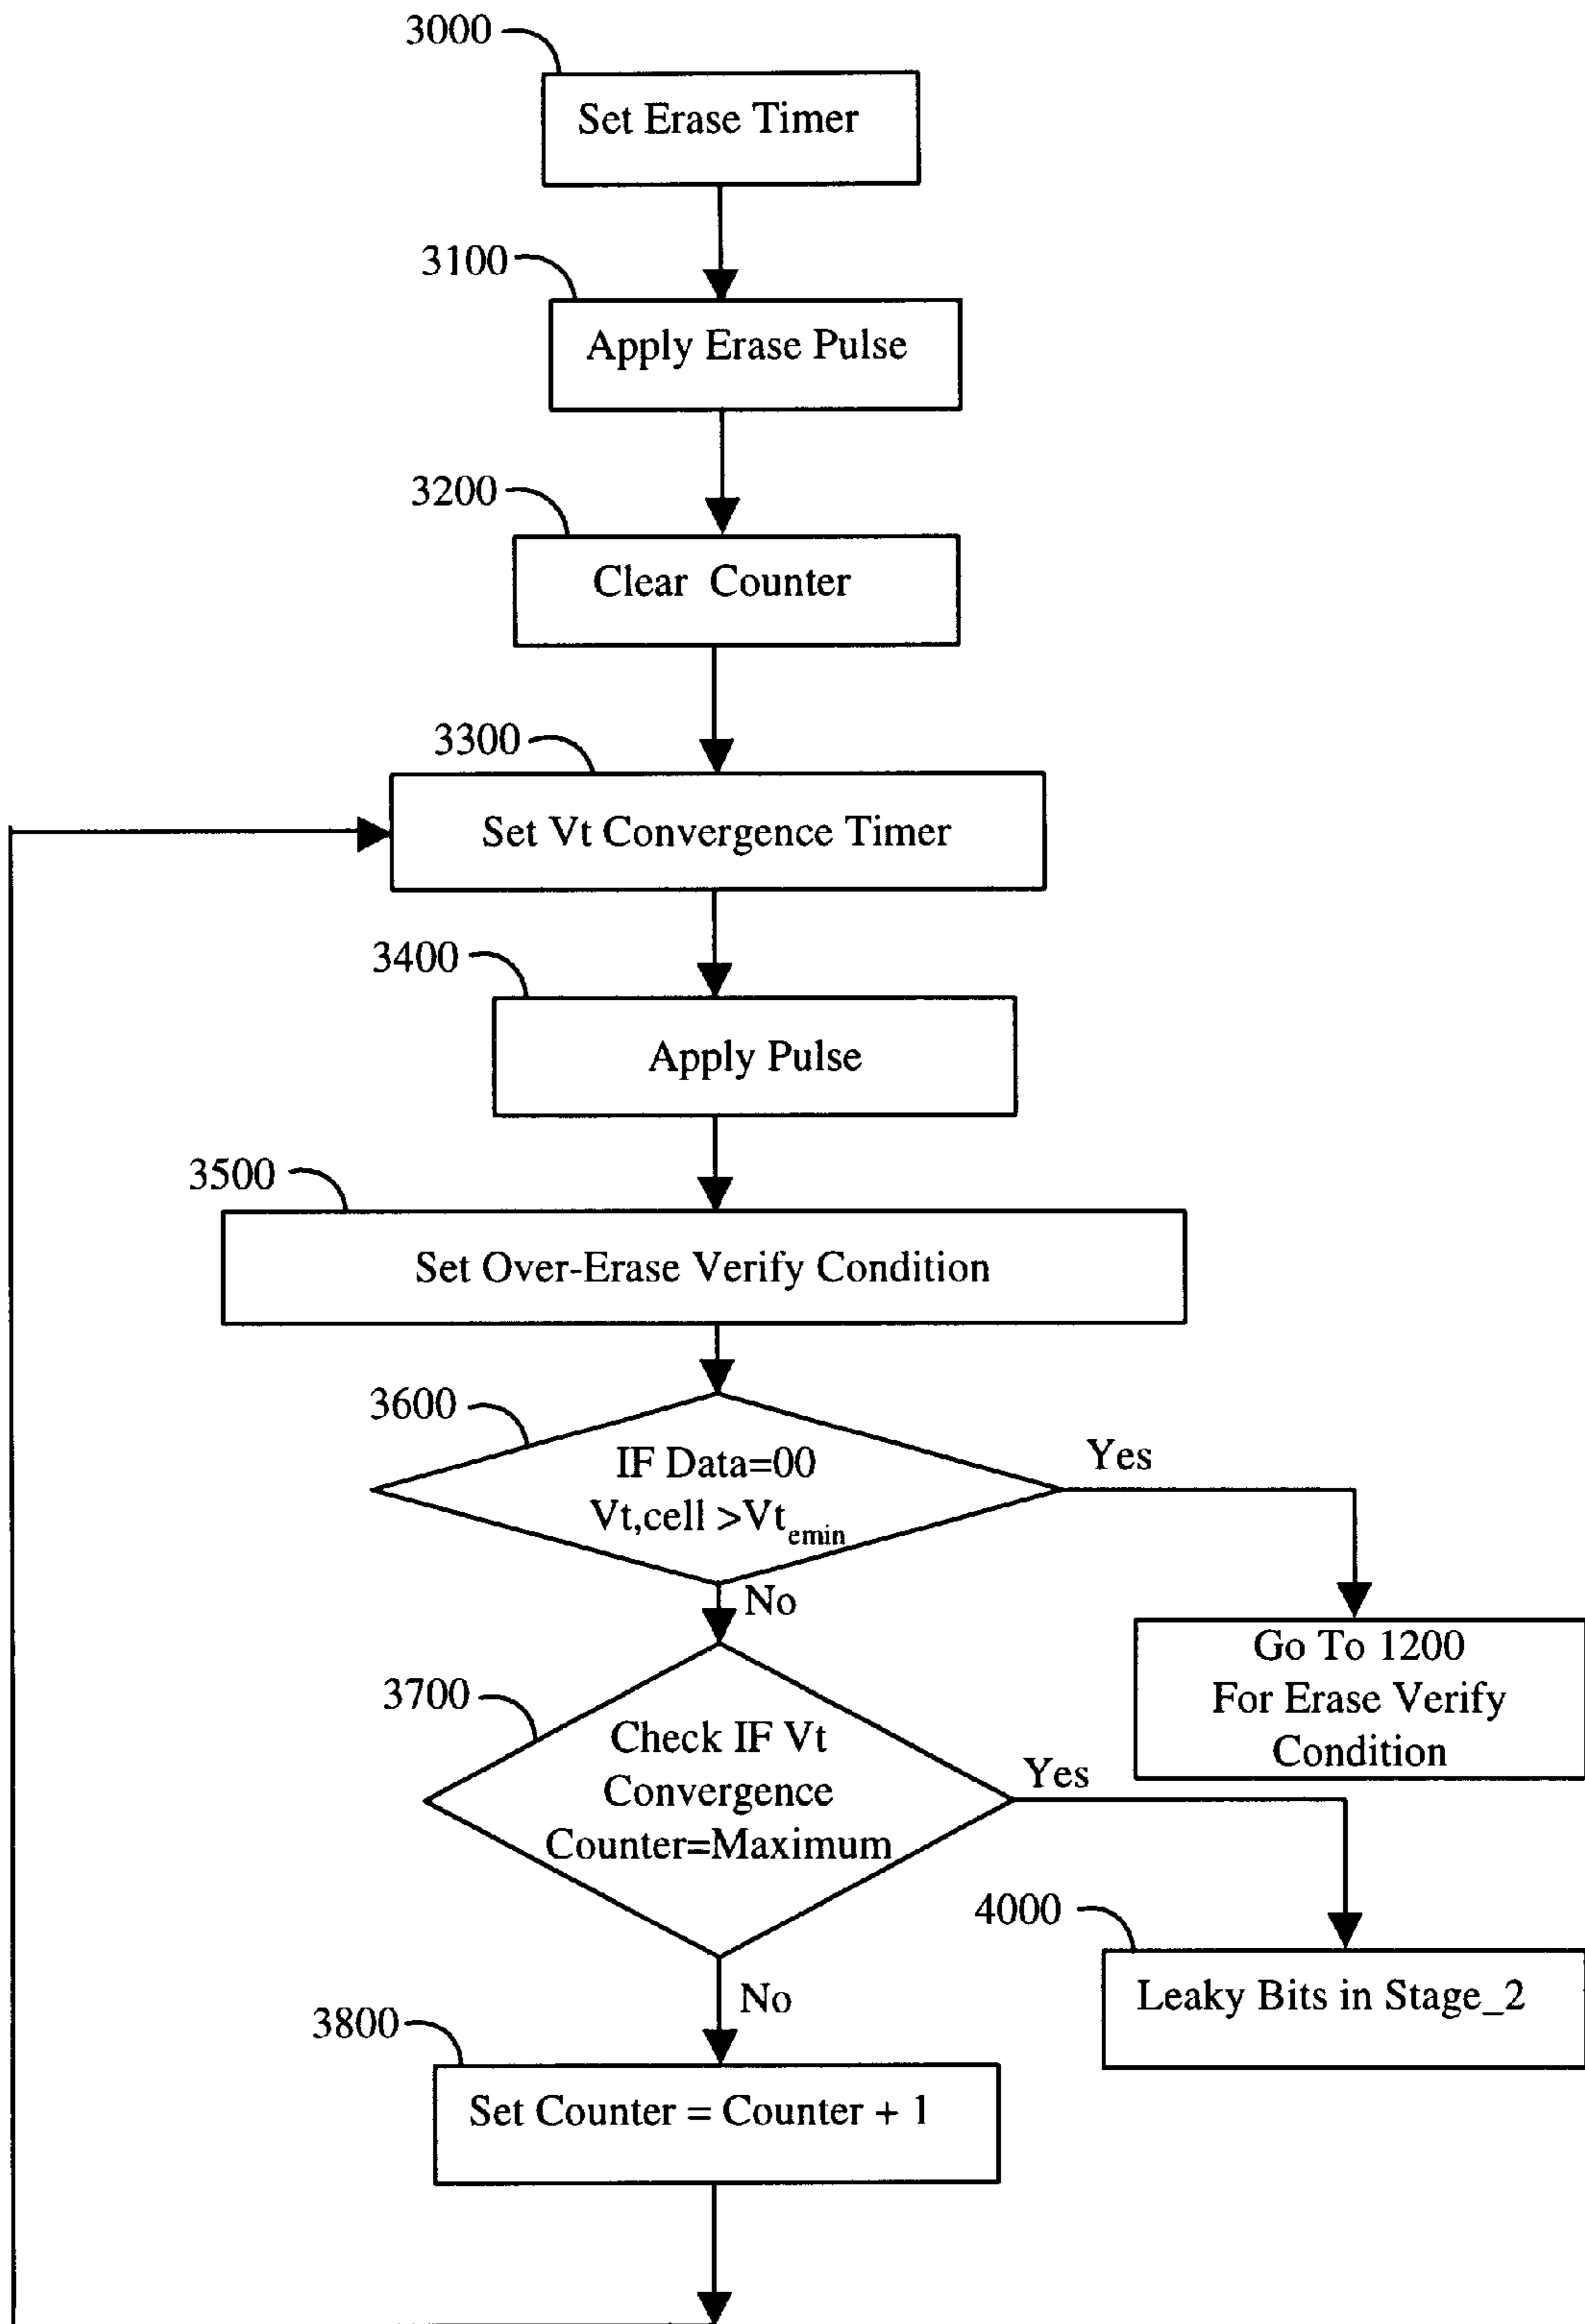 3000
Set Erase Timer
3100
Apply Erase Pulse
3200
Clear Counter
3300
Set Vt Convergence Timer
3400
Apply Pulse
3500
Set Over-Erase Verify Condition
3600
IF Data=00
Vt,cell >Vt emin
Yes
No
Go To 1200
For Erase Verify
Condition
3700
Check IF Vt
Convergence
Counter=Maximum
Yes
4000
Leaky Bits in Stage_2
No
3800
Set Counter = Counter + 1